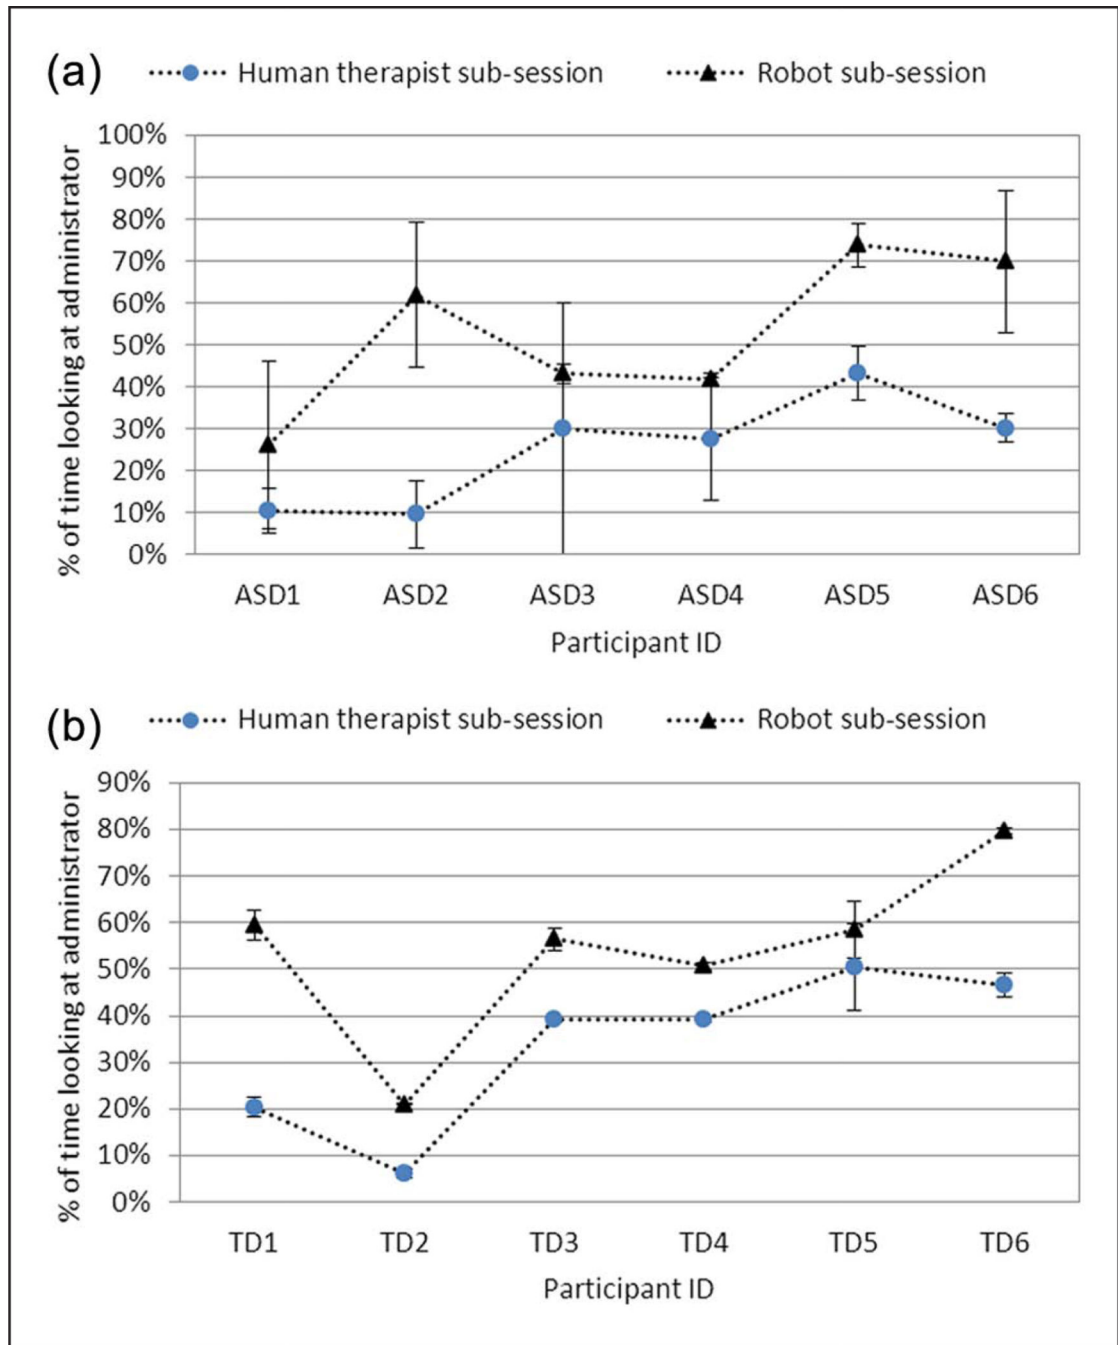 (a) Human therapist sub-session Robot sub-session
% of time looking at administrator
100%
90%
80%
70%
60%
50%
40%
30%
20%
10%
0%
ASD1 ASD2 ASD3 ASD4 ASD5 ASD6
Participant ID
(b) Human therapist sub-session Robot sub-session
% of time looking at administrator
90%
80%
70%
60%
50%
40%
30%
20%
10%
0%
TD1 TD2 TD3 TD4 TD5 TD6
Participant ID